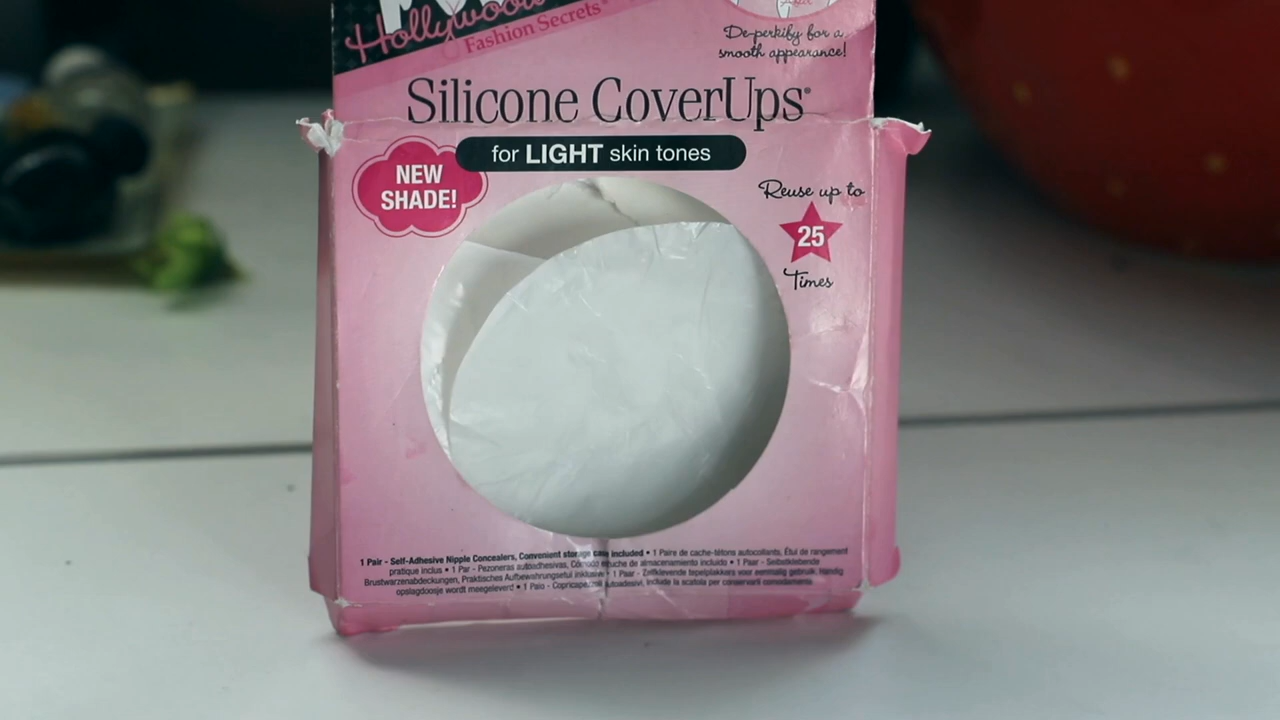 Hollywood
Fashion Secrets®
De-perkify for a
smooth appearance!
Silicone CoverUps®
for LIGHT skin tones
NEW
SHADE!
Reuse up to
25
Times
1 Pair - Self-Adhesive Nipple Concealers, Convenient storage case included • 1 Paire de cache-tétons autocollants, Étui de rangement
pratique inclus • 1 Par - Pezoneras autoadhesivas, Cómodo estuche de almacenamiento incluido • 1 Paar - Selbstklebende
Brustwarzenabdeckungen, Praktisches Aufbewahrungsetui inklusive • 1 Paar - Zelfklevende tepelplakkers voor eenmalig gebruik. Handig
opslagdoosje wordt meegeleverd • 1 Paio - Copricapezzoli autoadesivi, include la scatola per conservarli comodamente.